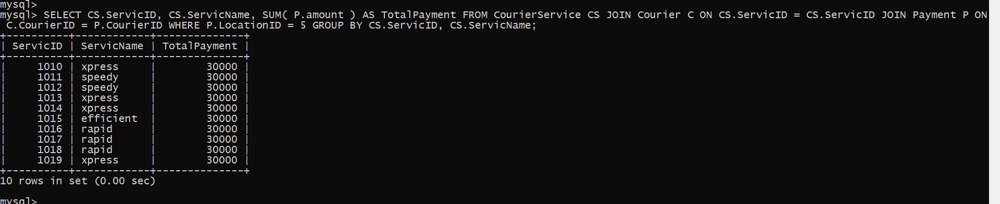 mysql>
mysql> SELECT CS.ServicID, CS.ServicName, SUM( P.amount ) AS TotalPayment FROM CourierService CS JOIN Courier C ON CS.ServicID = CS.ServicID JOIN Payment P ON
 C.CourierID = P.CourierID WHERE P.LocationID = 5 GROUP BY CS.ServicID, CS.ServicName;
+----------+------------+--------------+
| ServicID | ServicName | TotalPayment |
+----------+------------+--------------+
|     1010 | xpress     |        30000 |
|     1011 | speedy     |        30000 |
|     1012 | speedy     |        30000 |
|     1013 | xpress     |        30000 |
|     1014 | xpress     |        30000 |
|     1015 | efficient  |        30000 |
|     1016 | rapid      |        30000 |
|     1017 | rapid      |        30000 |
|     1018 | rapid      |        30000 |
|     1019 | xpress     |        30000 |
+----------+------------+--------------+
10 rows in set (0.00 sec)
mysql>